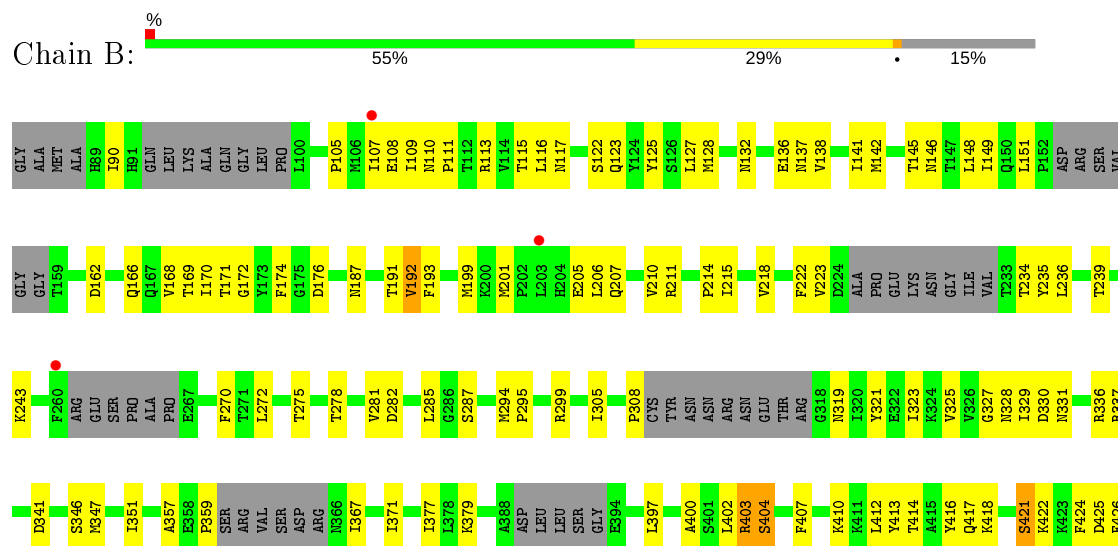 %
Chain B:
55% 29% • 15%
GLY ALA MET ALA H89 I90 H91 GLN LEU LYS ALA GLN GLY LEU PRO L100 P105 M106 I107 E108 I109 N110 P111 T112 R113 V114 T115 L116 N117 S122 Q123 Y124 Y125 S126 L127 M128 N132 E136 N137 V138 I141 M142 T145 N146 T147 L148 I149 Q150 L151 P152 ASP ARG SER VAL
GLY GLY T159 D162 Q166 Q167 V168 T169 I170 T171 G172 Y173 F174 G175 D176 N187 T191 V192 F193 M199 K200 M201 P202 L203 H204 E205 L206 Q207 V210 R211 P214 I215 V218 F222 V223 D224 ALA PRO GLU LYS ASN GLY ILE VAL T233 T234 Y235 L236 T239
K243 F260 ARG GLU SER PRO ALA PRO E267 F270 T271 L272 T275 T278 V281 D282 L285 G286 S287 M294 P295 R299 I305 P308 CYS TYR ASN ASN ARG ASN GLU THR ARG G318 N319 I320 Y321 E322 I323 K324 V325 V326 G327 N328 I329 D330 N331 R336
D341 S346 M347 I351 A357 E358 P359 SER ARG VAL SER ASP ARG N366 I367 I371 I377 L378 K379 A388 ASP LEU LEU SER GLY E394 L397 A400 S401 L402 R403 S404 F407 K410 K411 L412 Y413 T414 A415 Y416 Q417 K418 S421 K422 K423 F424 D425